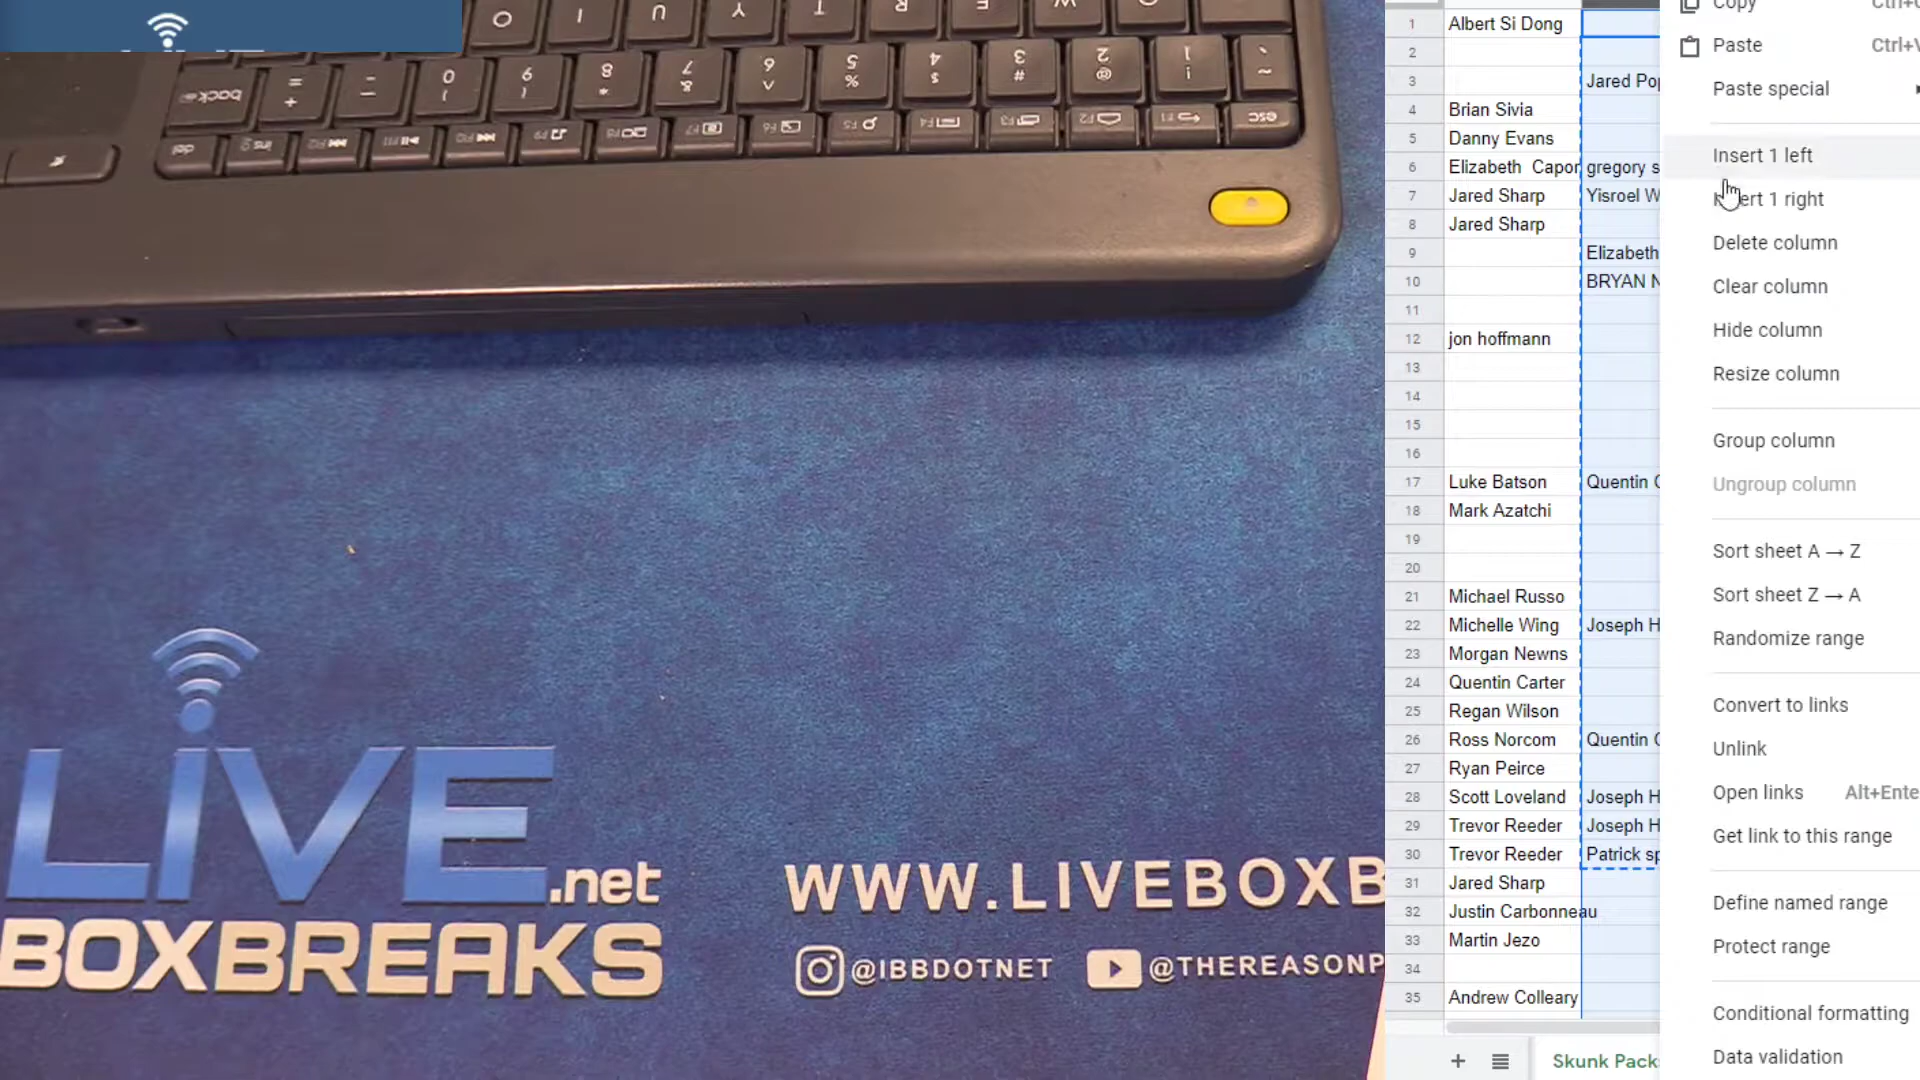 LIVE.net
BOXBREAKS
WWW.LIVEBOXB
@IBBDOTNET
@THEREASONP
back
del
ins
esc
1 Albert Si Dong
2
3 Jared Pop
4 Brian Sivia
5 Danny Evans
6 Elizabeth Capor gregory s
7 Jared Sharp Yisroel W
8 Jared Sharp
9 Elizabeth
10 BRYAN N
11
12 jon hoffmann
13
14
15
16
17 Luke Batson Quentin C
18 Mark Azatchi
19
20
21 Michael Russo
22 Michelle Wing Joseph H
23 Morgan Newns
24 Quentin Carter
25 Regan Wilson
26 Ross Norcom Quentin C
27 Ryan Peirce
28 Scott Loveland Joseph H
29 Trevor Reeder Joseph H
30 Trevor Reeder Patrick sp
31 Jared Sharp
32 Justin Carbonneau
33 Martin Jezo
34
35 Andrew Colleary
Skunk Pack
Copy
Paste Ctrl+V
Paste special
Insert 1 left
Insert 1 right
Delete column
Clear column
Hide column
Resize column
Group column
Ungroup column
Sort sheet A → Z
Sort sheet Z → A
Randomize range
Convert to links
Unlink
Open links Alt+Ente
Get link to this range
Define named range
Protect range
Conditional formatting
Data validation